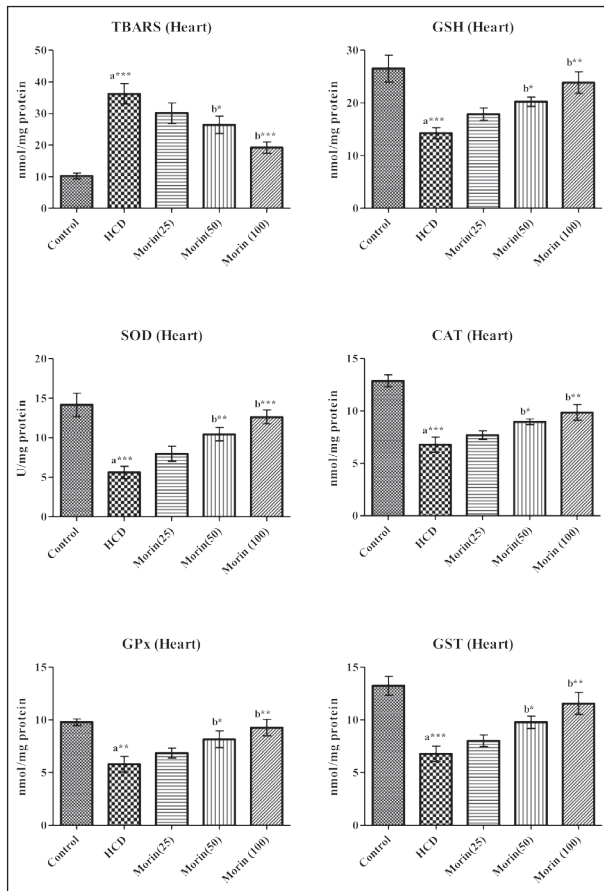 TBARS (Heart)
nmol/mg protein
50
40
30
20
10
0
a***
b*
b***
Control
HCD
Morin(25)
Morin(50)
Morin (100)
GSH (Heart)
nmol/mg protein
30
20
10
0
a***
b*
b**
Control
HCD
Morin(25)
Morin(50)
Morin (100)
SOD (Heart)
U/mg protein
20
15
10
5
0
a***
b**
b***
Control
HCD
Morin(25)
Morin(50)
Morin (100)
CAT (Heart)
nmol/mg protein
15
10
5
0
a***
b*
b**
Control
HCD
Morin(25)
Morin(50)
Morin (100)
GPx (Heart)
nmol/mg protein
15
10
5
0
a**
b*
b**
Control
HCD
Morin(25)
Morin(50)
Morin (100)
GST (Heart)
nmol/mg protein
15
10
5
0
a***
b*
b**
Control
HCD
Morin(25)
Morin(50)
Morin (100)